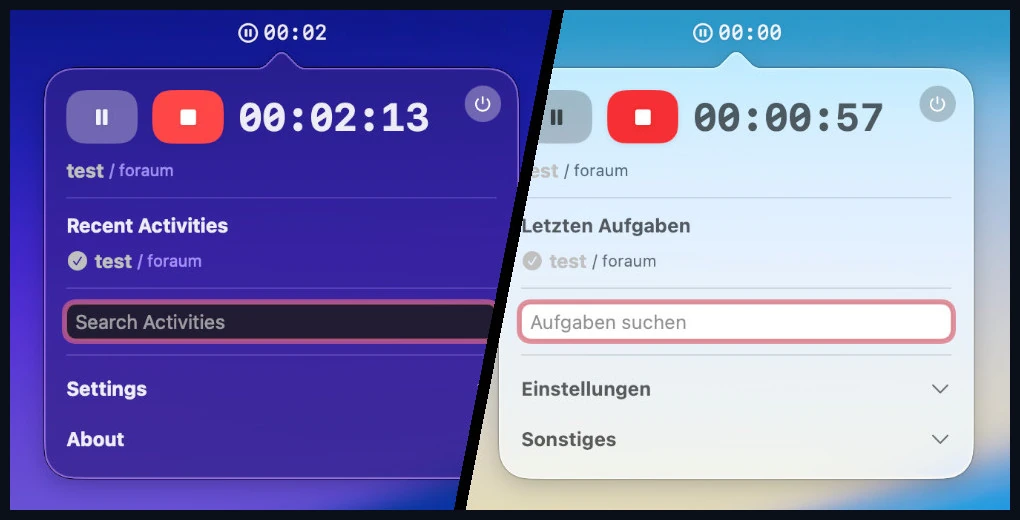 00:02
00:02:13
test / foraum
Recent Activities
test / foraum
Search Activities
Settings
About
00:00
00:00:57
est / foraum
Letzten Aufgaben
test / foraum
Aufgaben suchen
Einstellungen
Sonstiges